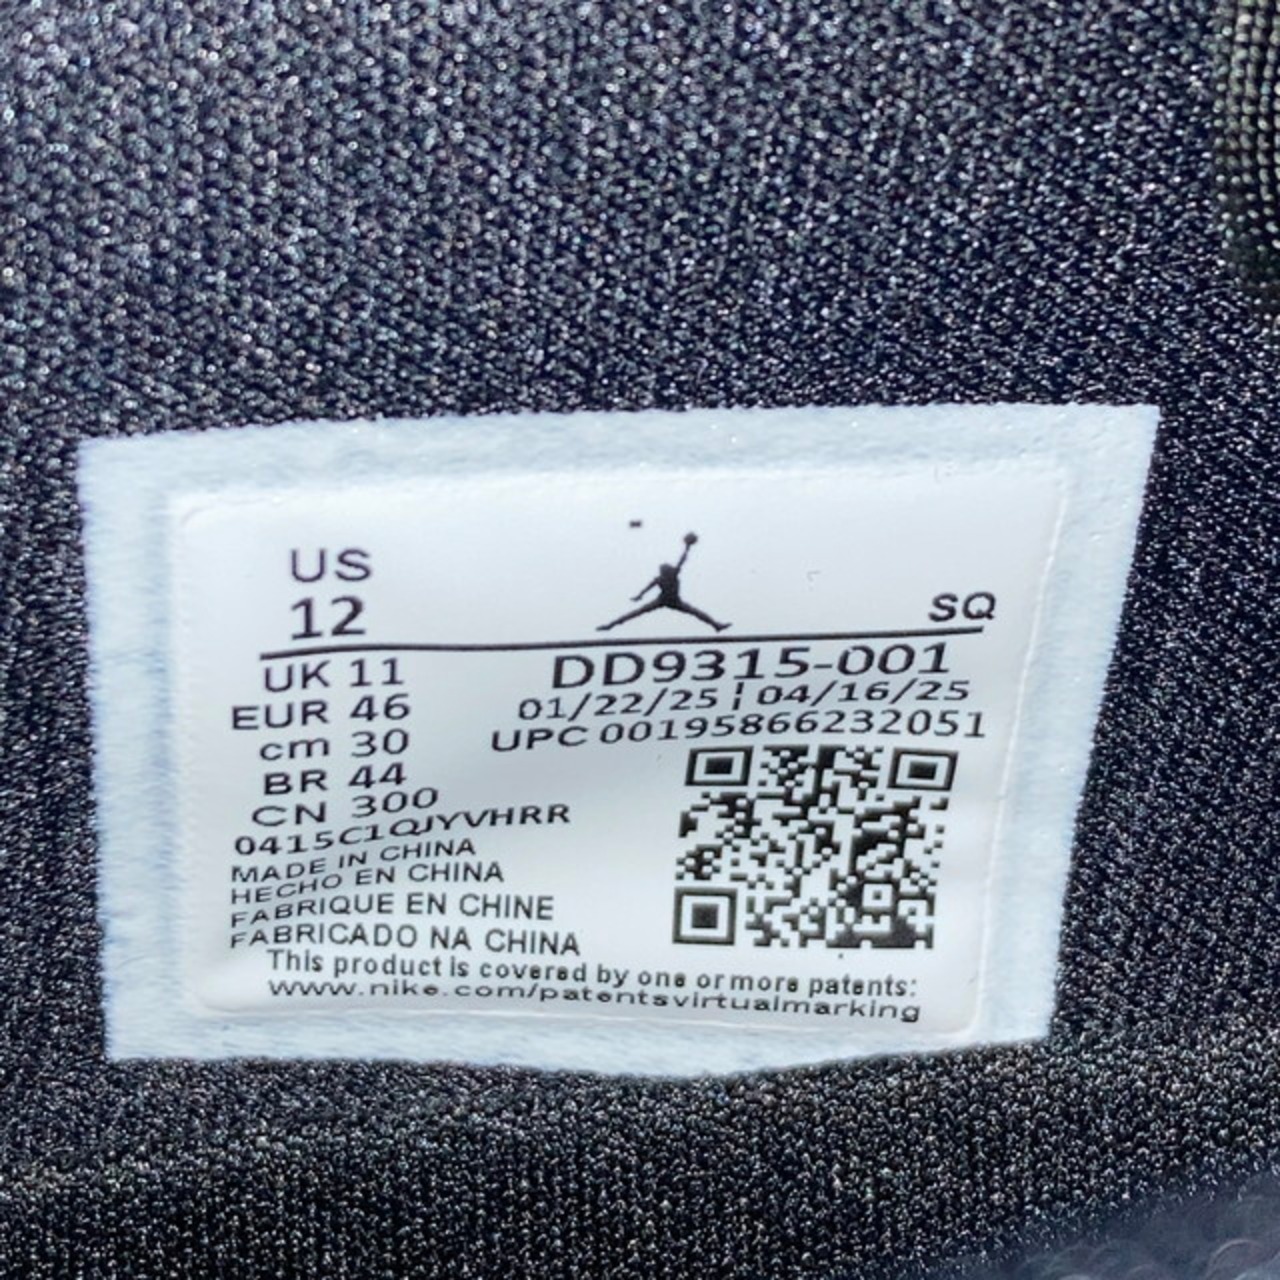 US
12
SQ
UK 11
EUR 46
cm 30
BR 44
CN 300
DD9315-001
01/22/25 ¦ 04/16/25
UPC 00195866232051
0415C1QJYVHRR
MADE IN CHINA
HECHO EN CHINA
FABRIQUE EN CHINE
FABRICADO NA CHINA
This product is covered by one or more patents:
www.nike.com/patentsvirtualmarking